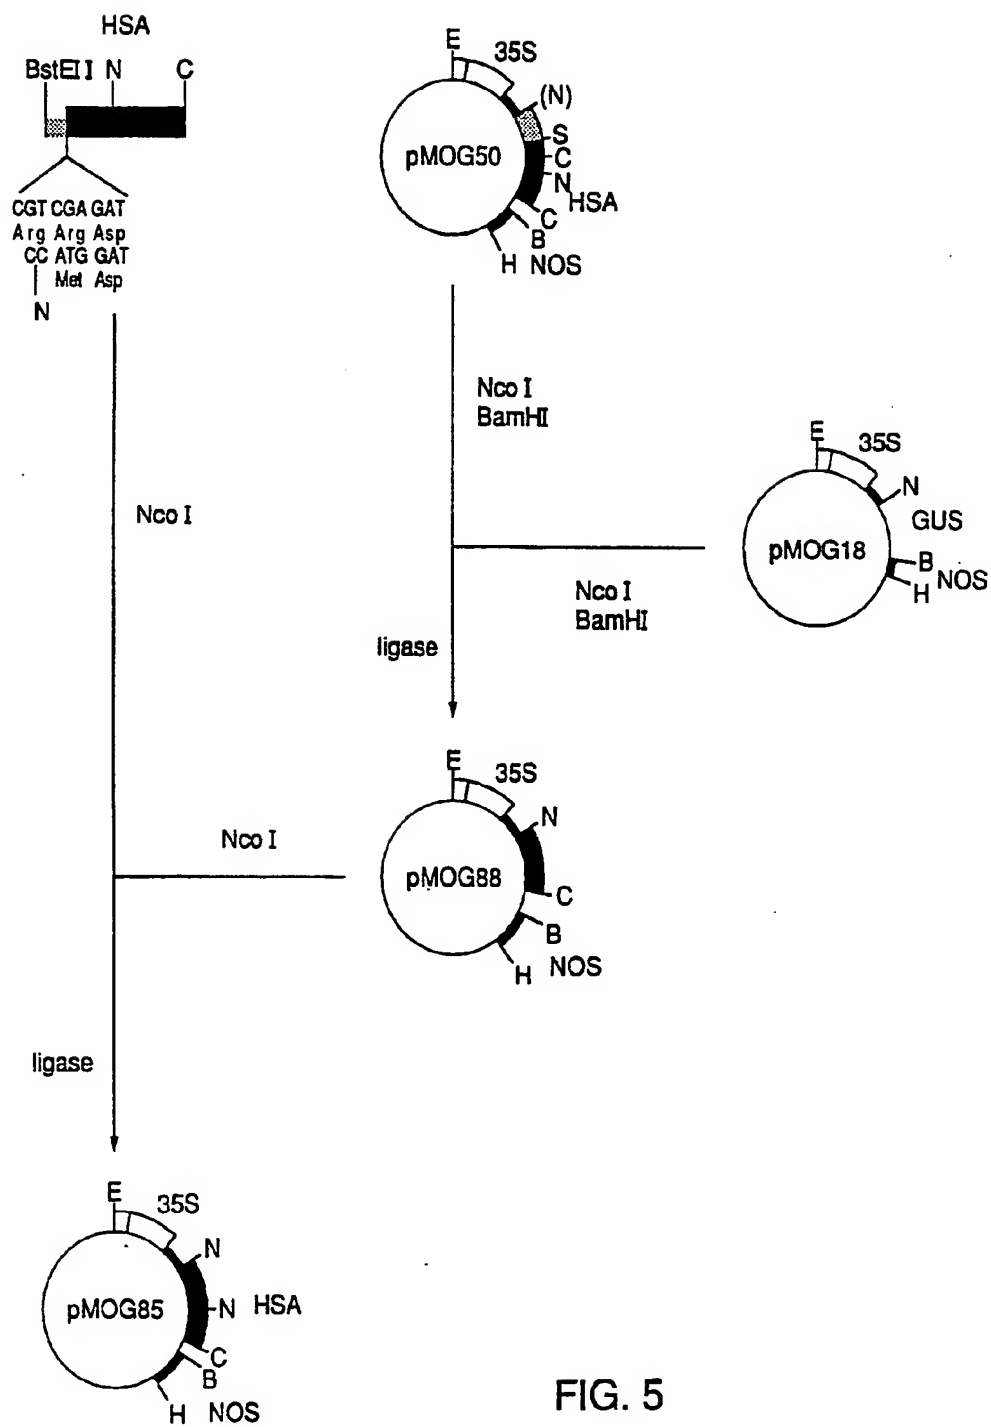 HSA
BstEII N C
CGT CGA GAT
Arg Arg Asp
CC ATG GAT
Met Asp
N
E
35S
(N)
S
pMOG50
C
N
HSA
C
B
H NOS
Nco I
BamHI
E
35S
N
GUS
pMOG18
B
NOS
H
Nco I
Nco I
BamHI
ligase
E
35S
N
pMOG88
C
B
H NOS
Nco I
ligase
E
35S
N
pMOG85
N HSA
C
B
H NOS
FIG. 5